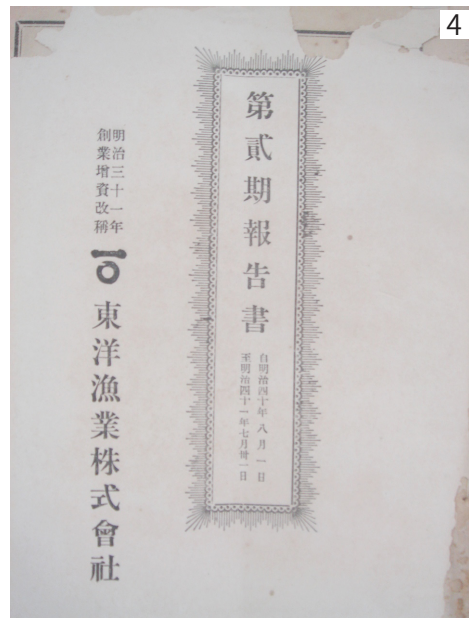 4
第貳期報告書
自明治四十年八月一日
至明治四十一年七月卅一日
明治三十一年
創業增資改稱
東洋漁業株式會社